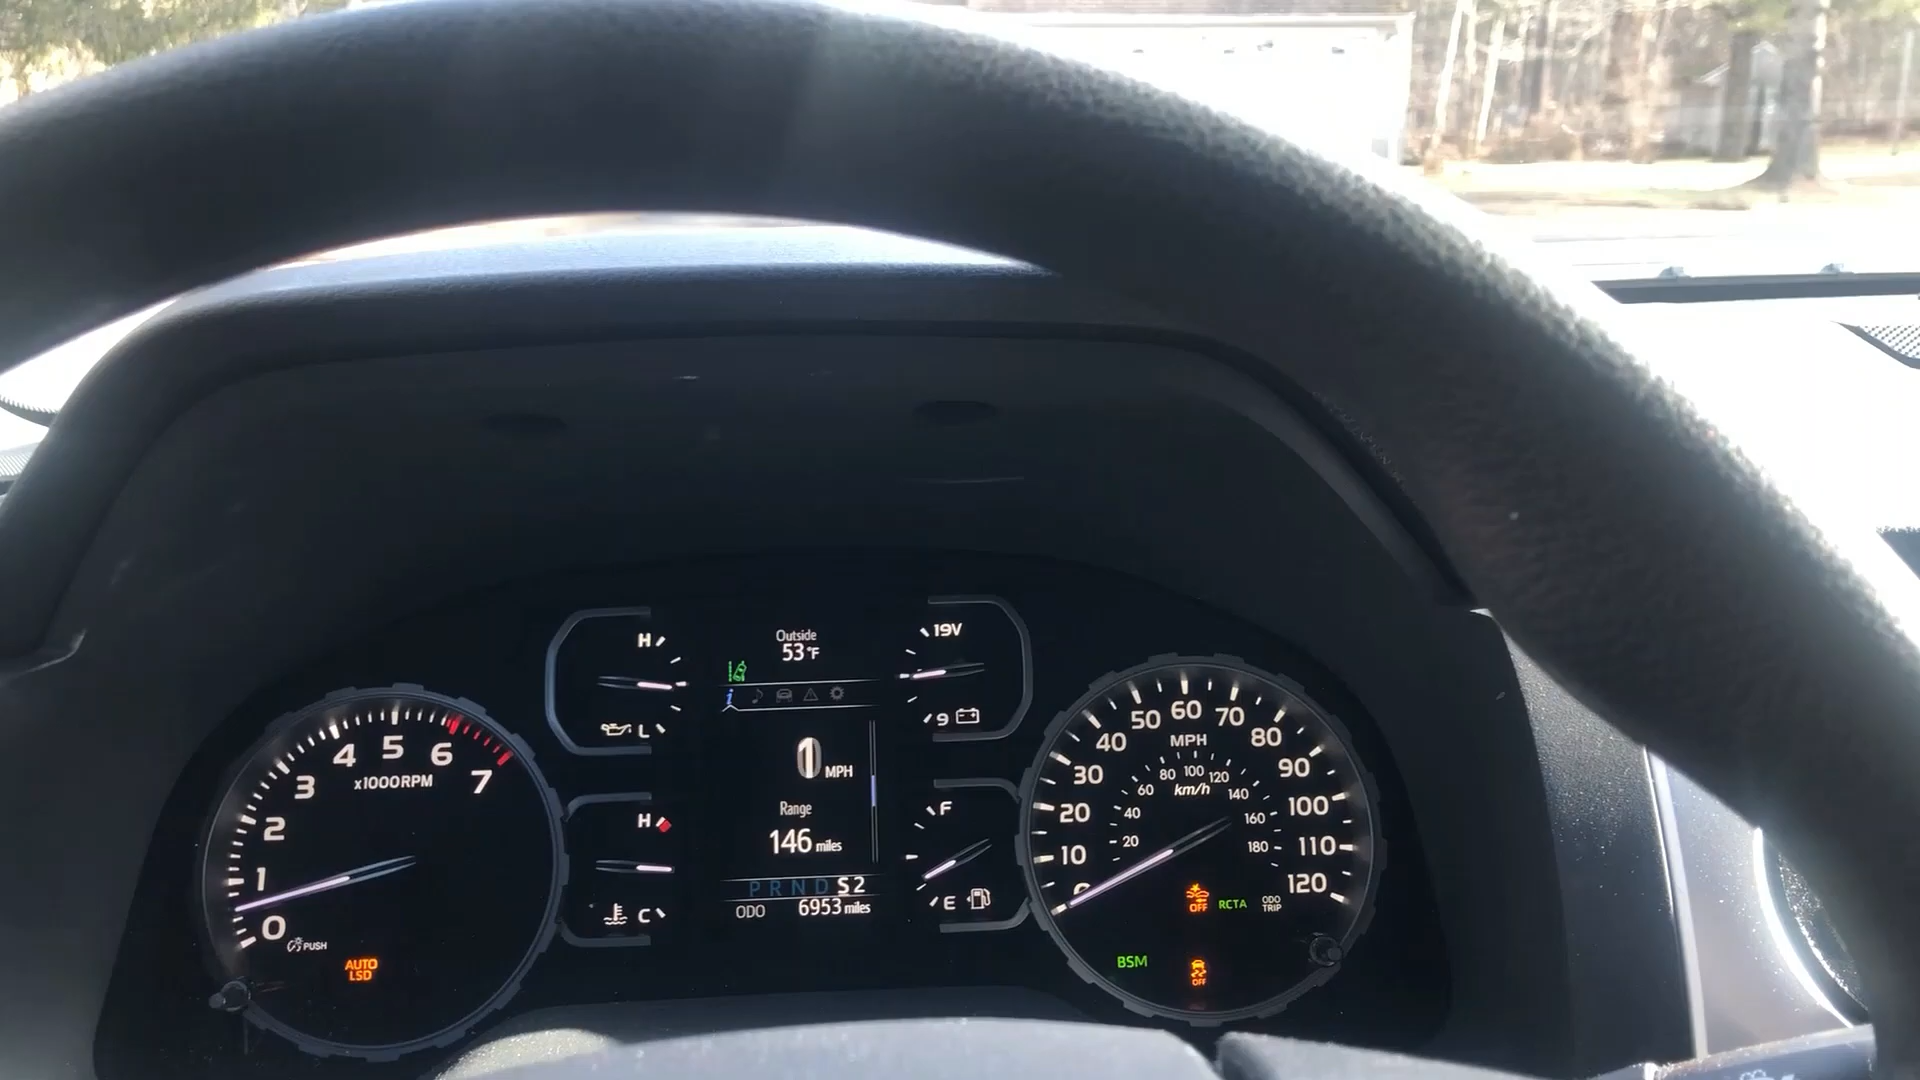 H
L
Outside
53°F
i
19V
9
0
1
2
3
4
5
6
7
x1000RPM
PUSH
AUTO
LSD
H
C
MPH
Range
146 miles
P R N D S 2
ODO 6953 miles
F
E
10
20
30
40
50
60
70
80
90
100
110
120
MPH
20
40
60
80
100
120
140
160
180
km/h
OFF
RCTA
ODO
TRIP
BSM
OFF